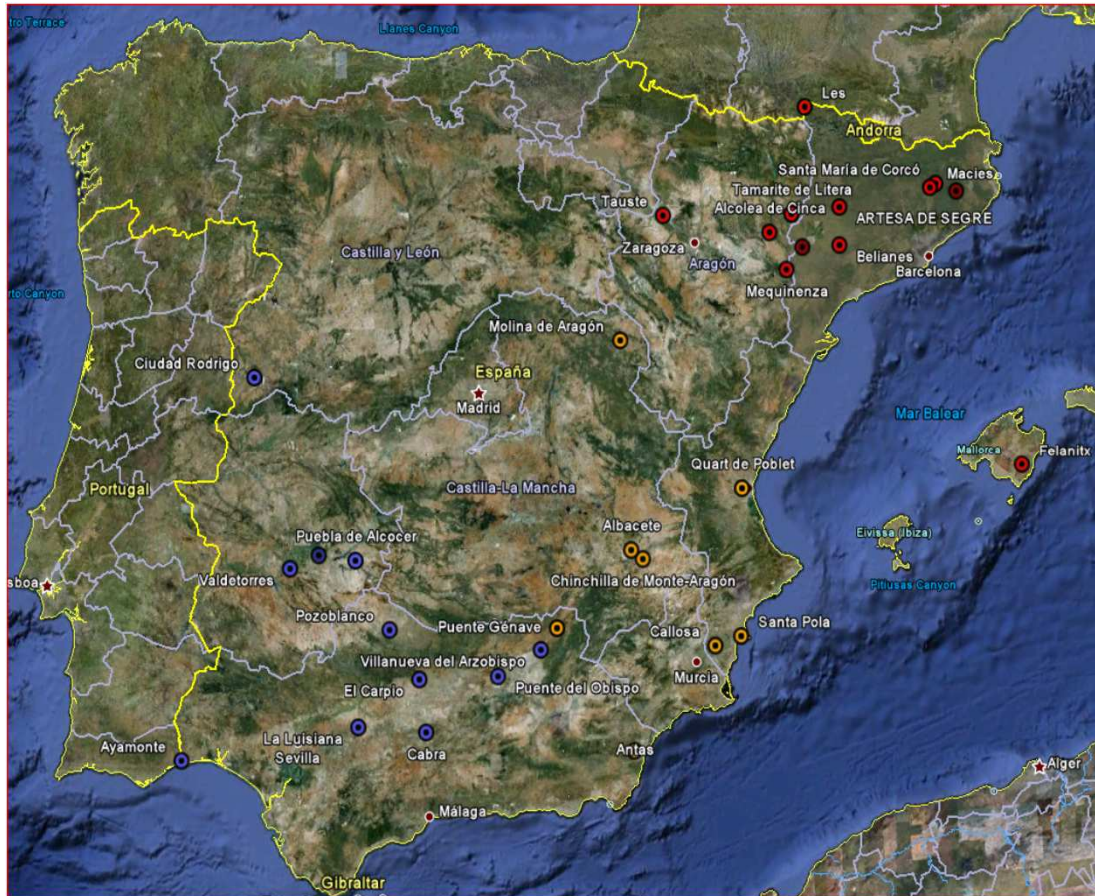 tro Terrace
Llanes Canyon
Les
Andorra
Santa María de Corcó
Macies
Tamarite de Litera
Tauste
Alcolea de Cinca
ARTESA DE SEGRE
Castilla y León
Zaragoza
Aragón
Belianes
Barcelona
Mequinenza
rto Canyon
Molina de Aragón
Ciudad Rodrigo
España
Madrid
Mar Balear
Mallorca
Felanitx
Quart de Poblet
Portugal
Castilla-La Mancha
Albacete
Eivissa (Ibiza)
Puebla de Alcocer
Valdetorres
Chinchilla de Monte-Aragón
Pitiusas Canyon
isboa
Pozoblanco
Puente Génave
Callosa
Santa Pola
Villanueva del Arzobispo
Murcia
El Carpio
Puente del Obispo
La Luisiana
Sevilla
Cabra
Ayamonte
Antas
Alger
Málaga
Gibraltar